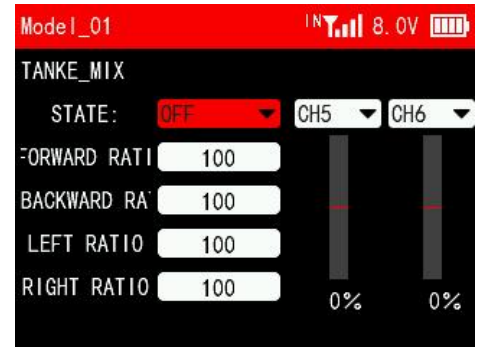 Model_01 IN 8.0V
TANKE_MIX
STATE: OFF CH5 CH6
FORWARD RATI 100
BACKWARD RA 100
LEFT RATIO 100
RIGHT RATIO 100
0% 0%